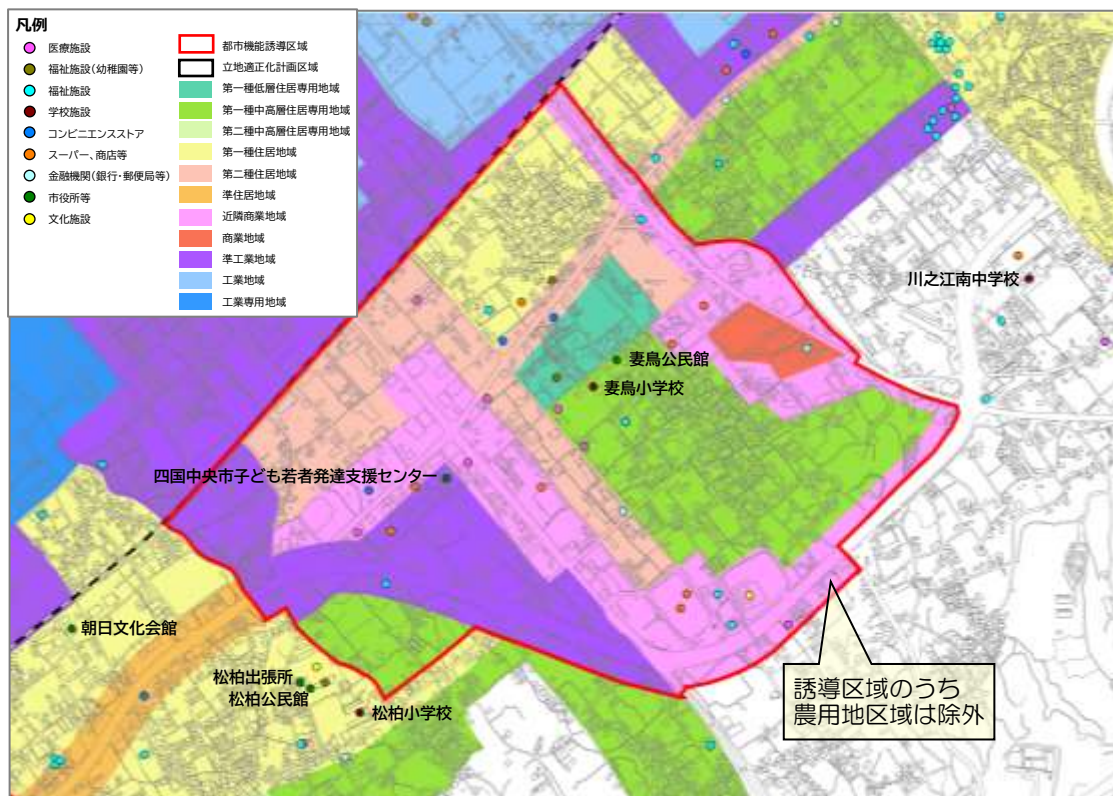 凡例
医療施設
福祉施設(幼稚園等)
福祉施設
学校施設
コンビニエンスストア
スーパー、商店等
金融機関(銀行・郵便局等)
市役所等
文化施設
都市機能誘導区域
立地適正化計画区域
第一種低層住居専用地域
第一種中高層住居専用地域
第二種中高層住居専用地域
第一種住居地域
第二種住居地域
準住居地域
近隣商業地域
商業地域
準工業地域
工業地域
工業専用地域
川之江南中学校
妻鳥公民館
妻鳥小学校
四国中央市子ども若者発達支援センター
朝日文化会館
松柏出張所
松柏公民館
松柏小学校
誘導区域のうち
農用地区域は除外